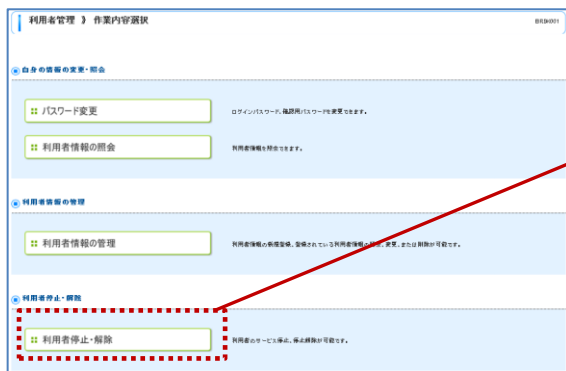 利用者管理 》 作業内容選択
BRSK001
自身の情報の変更・照会
パスワード変更
ログインパスワード、確認用パスワードを変更できます。
利用者情報の照会
利用者情報を照会できます。
利用者情報の管理
利用者情報の管理
利用者情報の新規登録、登録されている利用者情報の照会、変更、または削除が可能です。
利用者停止・解除
利用者停止・解除
利用者のサービス停止、停止解除が可能です。